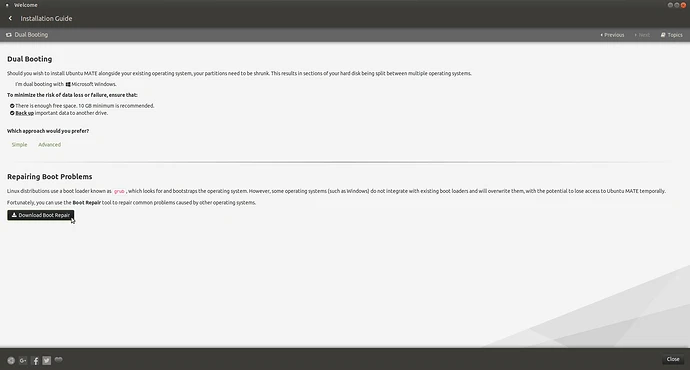 Welcome
Installation Guide
Dual Booting
Previous
Next
Topics
Dual Booting
Should you wish to install Ubuntu MATE alongside your existing operating system, your partitions need to be shrunk. This results in sections of your hard disk being split between multiple operating systems.
I'm dual booting with Microsoft Windows.
To minimize the risk of data loss or failure, ensure that:
There is enough free space. 10 GB minimum is recommended.
Back up important data to another drive.
Which approach would you prefer?
Simple Advanced
Repairing Boot Problems
Linux distributions use a boot loader known as grub, which looks for and bootstraps the operating system. However, some operating systems (such as Windows) do not integrate with existing boot loaders and will overwrite them, with the potential to lose access to Ubuntu MATE temporally.
Fortunately, you can use the Boot Repair tool to repair common problems caused by other operating systems.
Download Boot Repair
G+
Close